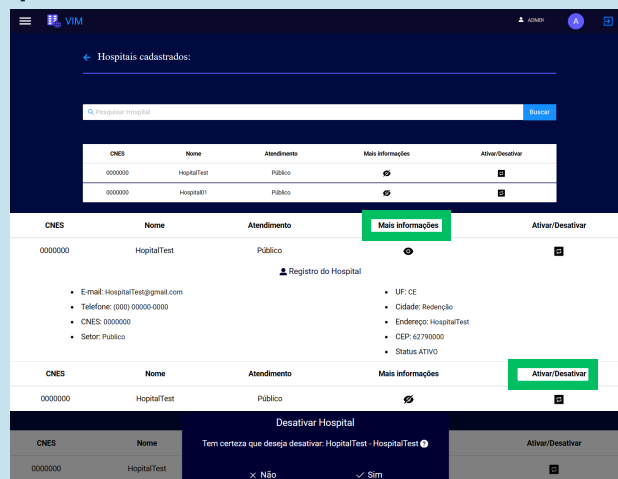 VIM ADMIN A
Hospitais cadastrados:
Pesquisar Hospital Buscar
CNES Nome Atendimento Mais informações Ativar/Desativar
0000000 HopitalTest Público
0000000 Hospital01 Público
CNES Nome Atendimento Mais informações Ativar/Desativar
0000000 HopitalTest Público
Registro do Hospital
E-mail: HospitalTest@gmail.com UF: CE
Telefone: (000) 00000-0000 Cidade: Redenção
CNES: 0000000 Endereço: HospitalTest
Setor: Publico CEP: 62790000
Status ATIVO
CNES Nome Atendimento Mais informações Ativar/Desativar
0000000 HopitalTest Público
Desativar Hospital
CNES Nome Tem certeza que deseja desativar: HopitalTest - HospitalTest ? Ativar/Desativar
0000000 HopitalTest × Não ✓ Sim